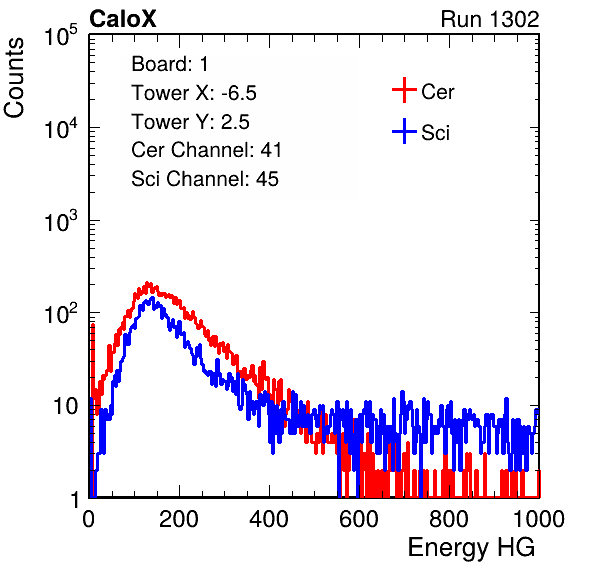 CaloX Run 1302
Counts
Board: 1
Tower X: -6.5
Tower Y: 2.5
Cer Channel: 41
Sci Channel: 45
Cer
Sci
10^5
10^4
10^3
10^2
10
1
0 200 400 600 800 1000
Energy HG